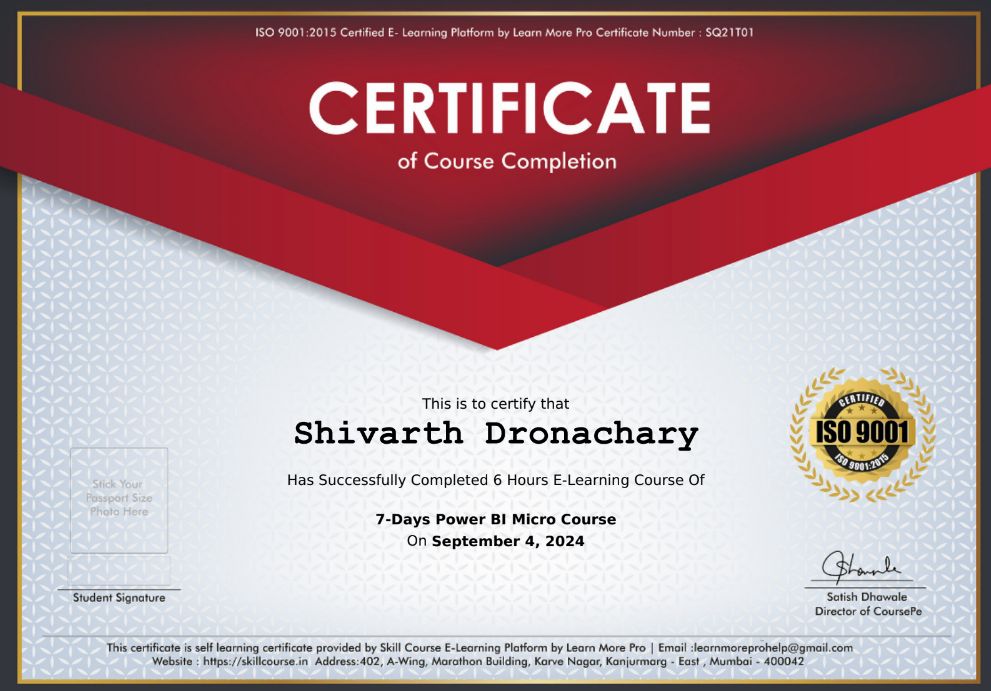 ISO 9001:2015 Certified E- Learning Platform by Learn More Pro Certificate Number : SQ21T01
CERTIFICATE
of Course Completion
This is to certify that
Shivarth Dronachary
Has Successfully Completed 6 Hours E-Learning Course Of
7-Days Power BI Micro Course
On September 4, 2024
CERTIFIED
ISO 9001
ISO 9001:2015
Stick Your
Passport Size
Photo Here
Student Signature
Satish Dhawale
Director of CoursePe
This certificate is self learning certificate provided by Skill Course E-Learning Platform by Learn More Pro | Email :learnmoreprohelp@gmail.com
Website : https://skillcourse.in Address:402, A-Wing, Marathon Building, Karve Nagar, Kanjurmarg - East , Mumbai - 400042